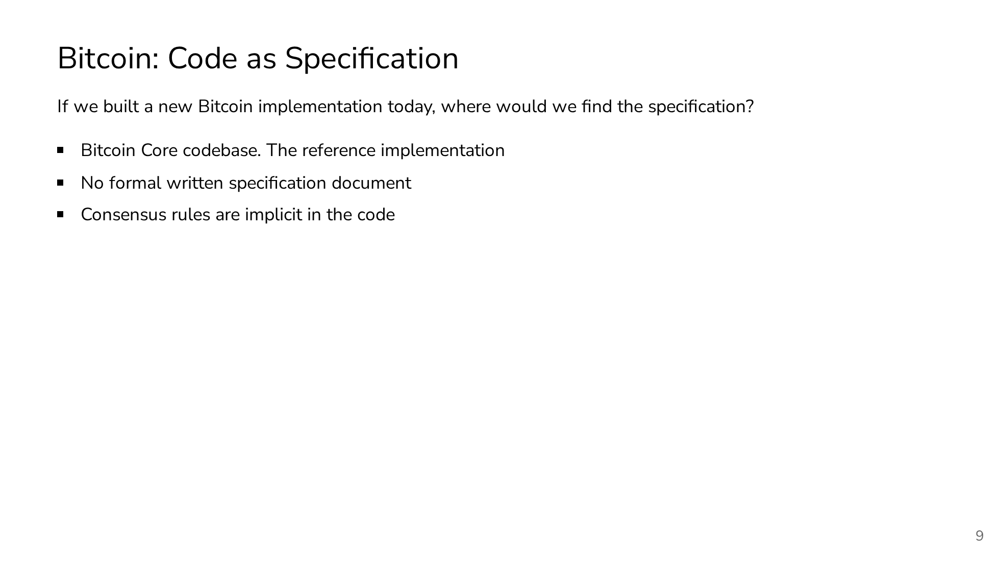 Bitcoin: Code as Specification
If we built a new Bitcoin implementation today, where would we find the specification?
▪ Bitcoin Core codebase. The reference implementation
▪ No formal written specification document
▪ Consensus rules are implicit in the code
9